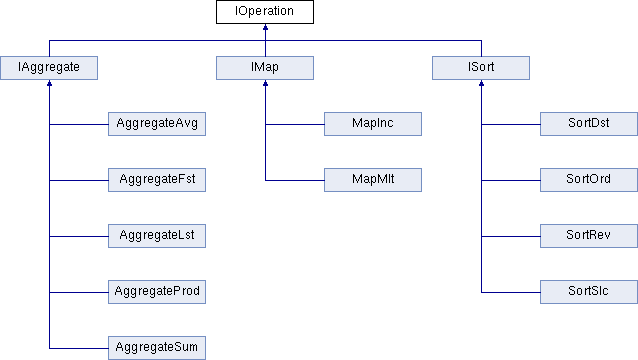 IOperation
IAggregate
IMap
ISort
AggregateAvg
MapInc
SortDst
AggregateFst
MapMlt
SortOrd
AggregateLst
SortRev
AggregateProd
SortSlc
AggregateSum